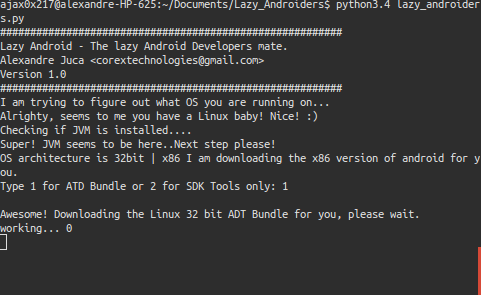 ajax0x217@alexandre-HP-625:~/Documents/Lazy_Androiders$ python3.4 lazy_androider
s.py
#########################################################
Lazy Android - The lazy Android Developers mate.
Alexandre Juca <corextechnologies@gmail.com>
Version 1.0
#########################################################
I am trying to figure out what OS you are running on...
Alrighty, seems to me you have a Linux baby! Nice! :)
Checking if JVM is installed....
Super! JVM seems to be here..Next step please!
OS architecture is 32bit | x86 I am downloading the x86 version of android for y
ou.
Type 1 for ATD Bundle or 2 for SDK Tools only: 1
Awesome! Downloading the Linux 32 bit ADT Bundle for you, please wait.
working... 0